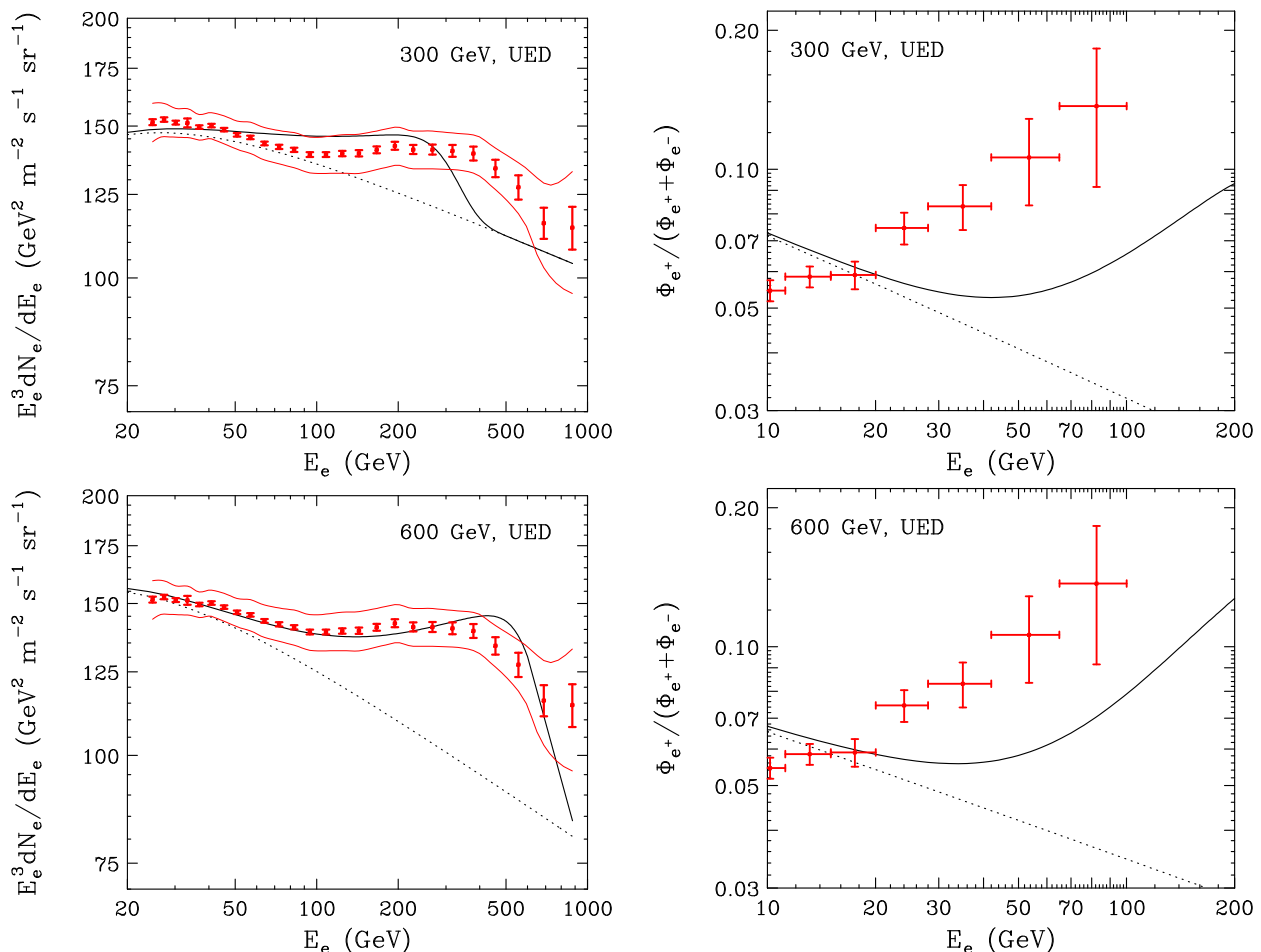 300 GeV, UED
E_e^3 dN_e/dE_e (GeV^2 m^-2 s^-1 sr^-1)
200
175
150
125
100
75
20 50 100 200 500 1000
E_e (GeV)
300 GeV, UED
Φ_e+/(Φ_e++Φ_e-)
0.20
0.10
0.07
0.05
0.03
10 20 30 50 70 100 200
E_e (GeV)
600 GeV, UED
E_e^3 dN_e/dE_e (GeV^2 m^-2 s^-1 sr^-1)
200
175
150
125
100
75
20 50 100 200 500 1000
E_e (GeV)
600 GeV, UED
Φ_e+/(Φ_e++Φ_e-)
0.20
0.10
0.07
0.05
0.03
10 20 30 50 70 100 200
E_e (GeV)